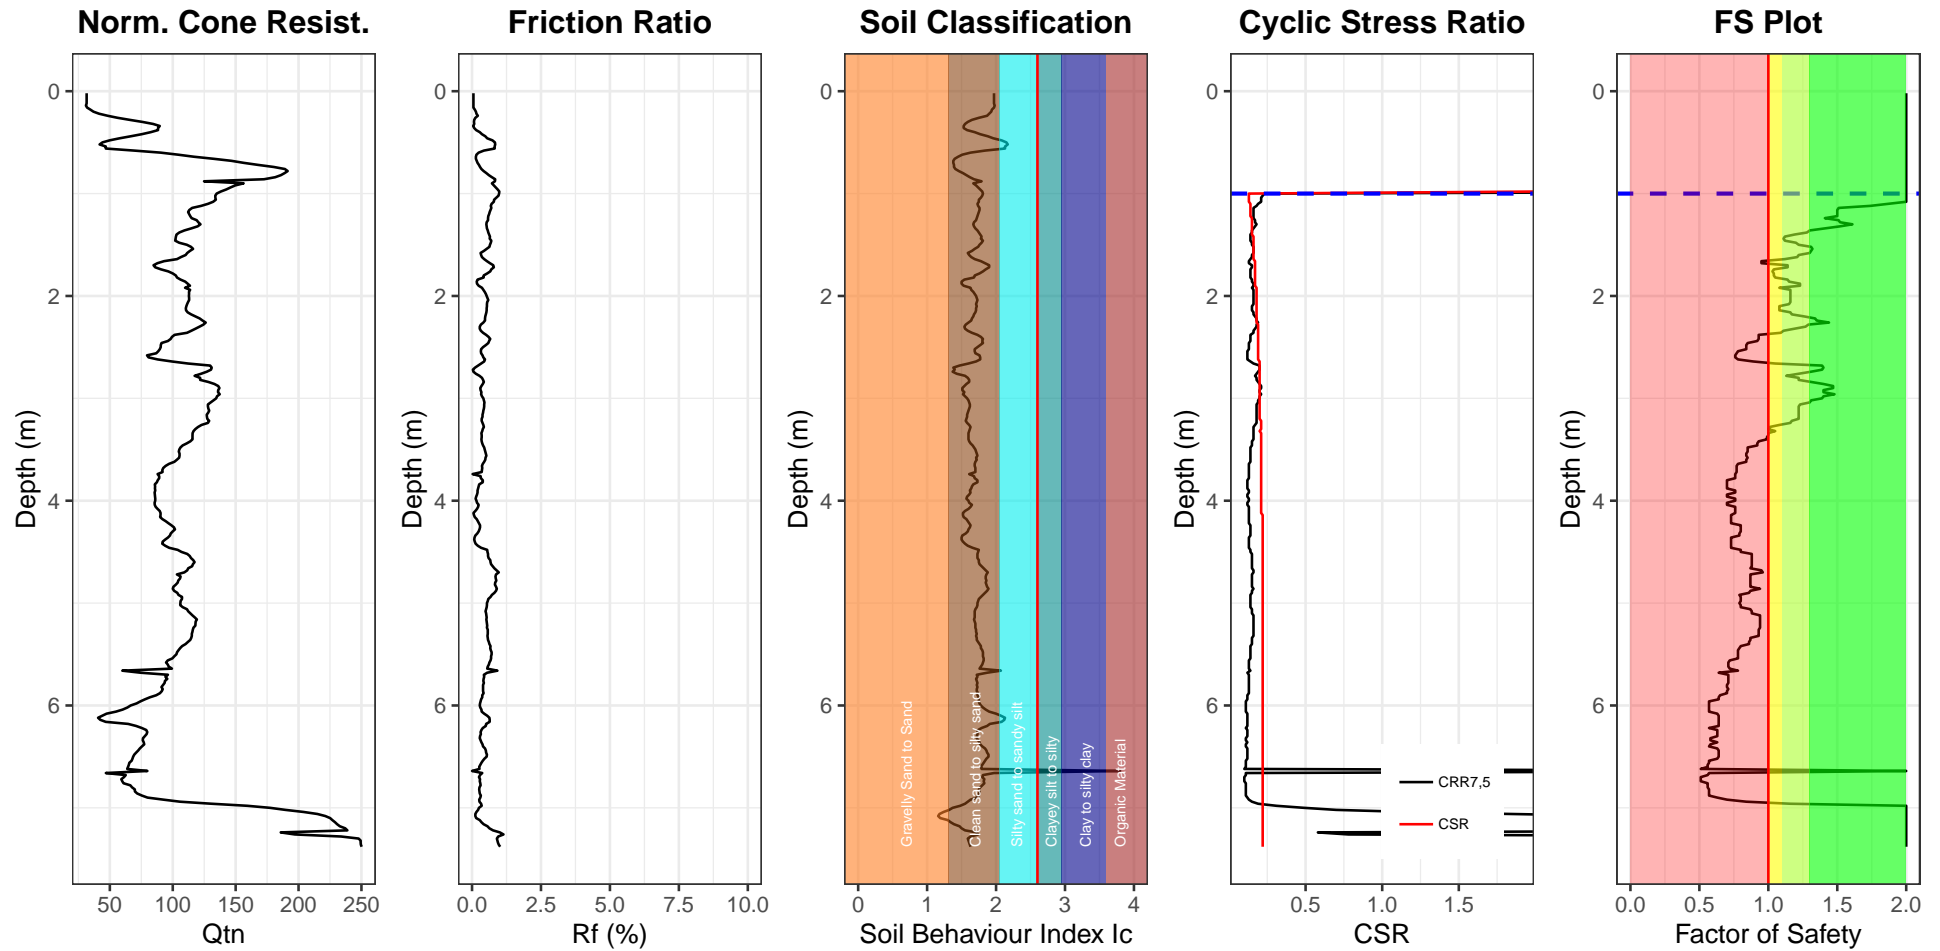 Norm. Cone Resist.
Friction Ratio
Soil Classification
Cyclic Stress Ratio
FS Plot
Depth (m)
0
2
4
6
50 100 150 200 250
Qtn
Depth (m)
0
2
4
6
0.0 2.5 5.0 7.5 10.0
Rf (%)
Depth (m)
0
2
4
6
Gravelly Sand to Sand
Clean sand to silty sand
Silty sand to sandy silt
Clayey silt to silty
Clay to silty clay
Organic Material
0 1 2 3 4
Soil Behaviour Index Ic
Depth (m)
0
2
4
6
CRR7,5
CSR
0.5 1.0 1.5
CSR
Depth (m)
0
2
4
6
0.0 0.5 1.0 1.5 2.0
Factor of Safety